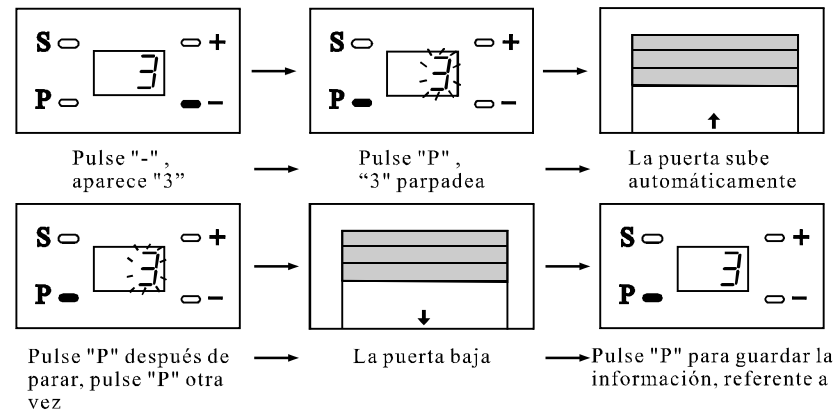 S 3 +
P -
S 3 +
P -
Pulse "-" ,
aparece "3”
Pulse "P" ,
“3" parpadea
La puerta sube
automáticamente
S 3 +
P -
S 3 +
P -
Pulse "P" después de
parar, pulse "P" otra
vez
La puerta baja
Pulse "P" para guardar la
información, referente a